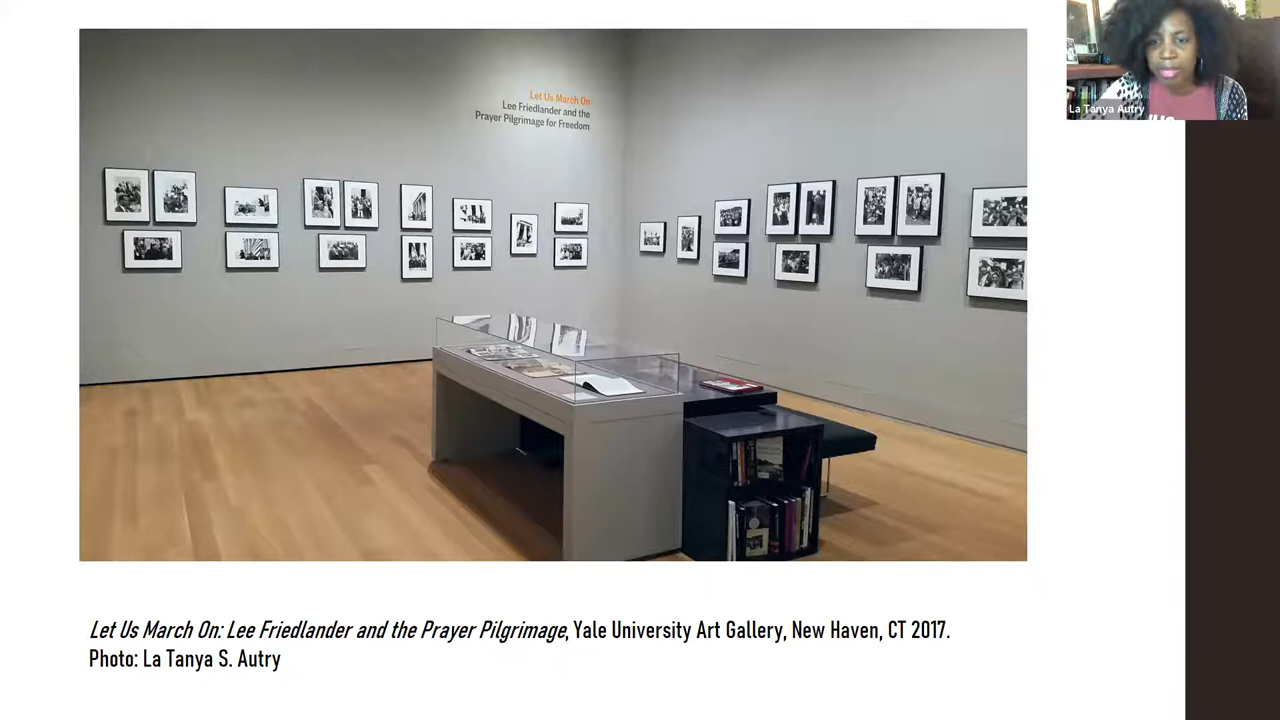 Let Us March On
Lee Friedlander and the
Prayer Pilgrimage for Freedom
La Tanya Autry
Let Us March On: Lee Friedlander and the Prayer Pilgrimage, Yale University Art Gallery, New Haven, CT 2017.
Photo: La Tanya S. Autry